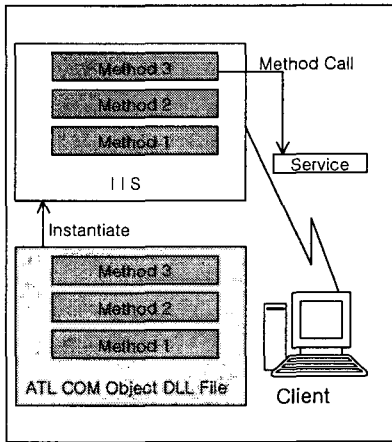 Method 3
Method Call
Method 2
Method 1
Service
I I S
Instantiate
Method 3
Method 2
Method 1
ATL COM Object DLL File
Client